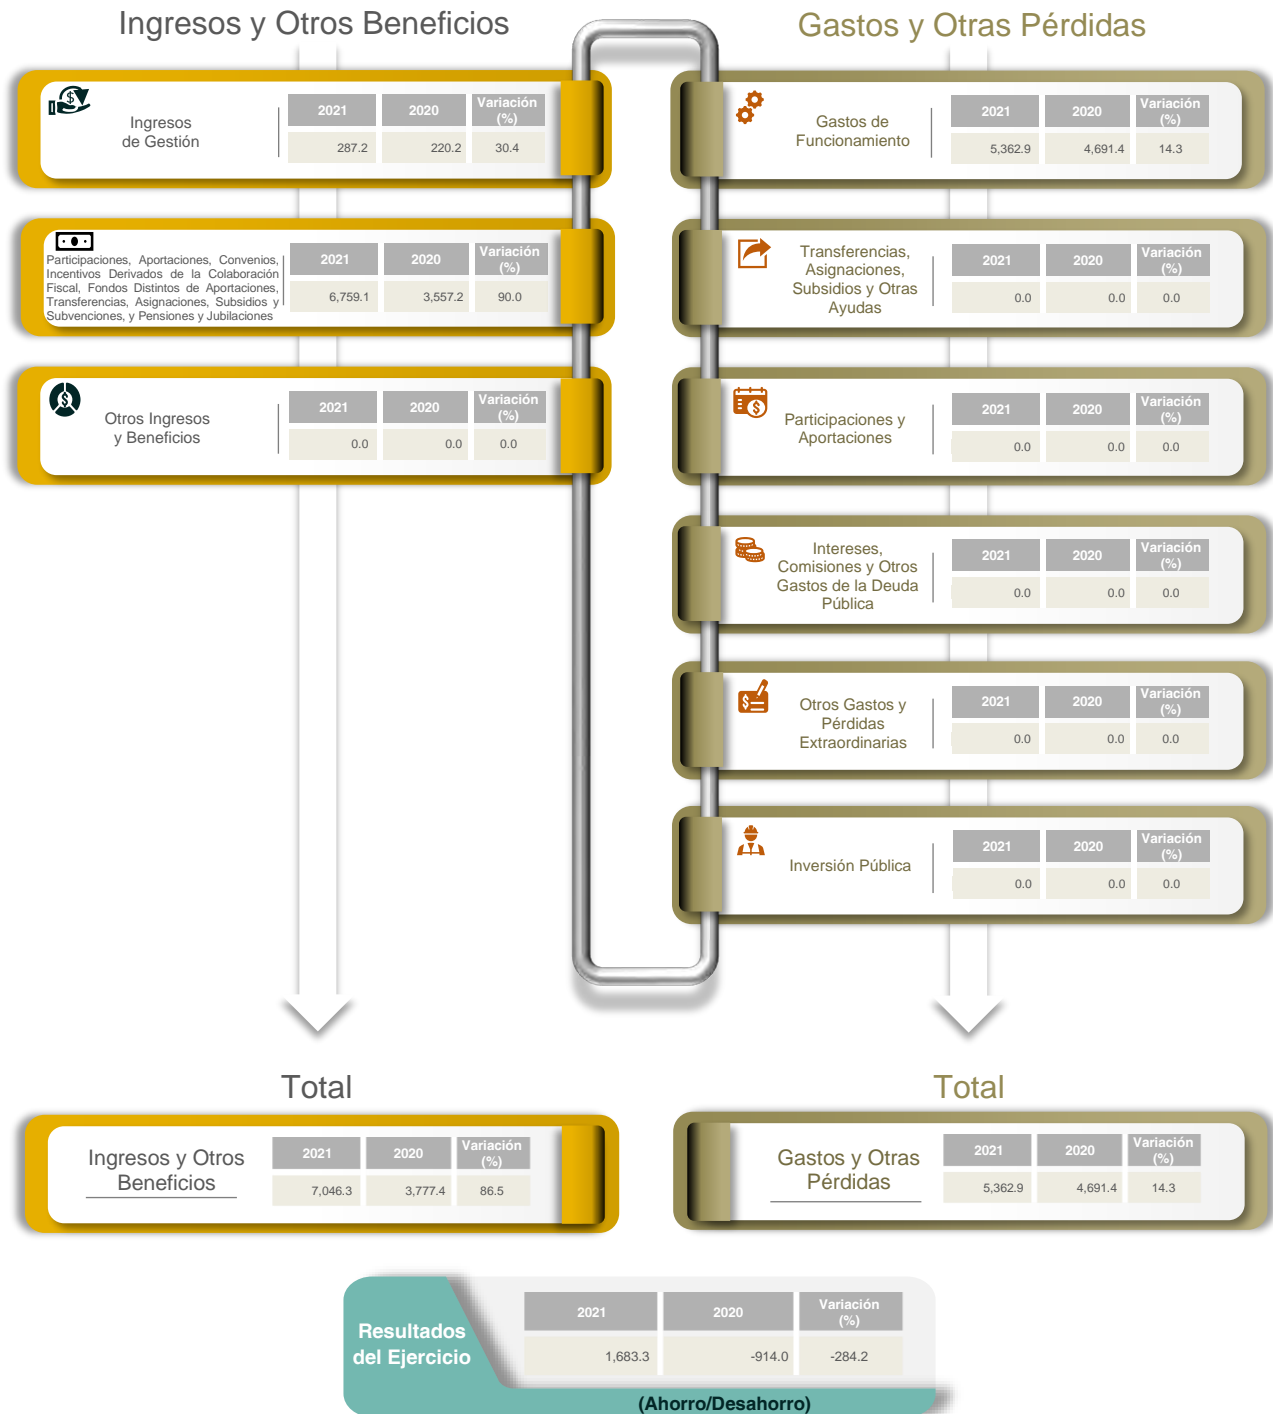 Ingresos y Otros Beneficios
Ingresos
de Gestión
2021 2020 Variación (%)
287.2 220.2 30.4
Participaciones, Aportaciones, Convenios,
Incentivos Derivados de la Colaboración
Fiscal, Fondos Distintos de Aportaciones,
Transferencias, Asignaciones, Subsidios y
Subvenciones, y Pensiones y Jubilaciones
2021 2020 Variación (%)
6,759.1 3,557.2 90.0
Otros Ingresos
y Beneficios
2021 2020 Variación (%)
0.0 0.0 0.0
Total
Ingresos y Otros
Beneficios
2021 2020 Variación (%)
7,046.3 3,777.4 86.5
Gastos y Otras Pérdidas
Gastos de
Funcionamiento
2021 2020 Variación (%)
5,362.9 4,691.4 14.3
Transferencias,
Asignaciones,
Subsidios y Otras
Ayudas
2021 2020 Variación (%)
0.0 0.0 0.0
Participaciones y
Aportaciones
2021 2020 Variación (%)
0.0 0.0 0.0
Intereses,
Comisiones y Otros
Gastos de la Deuda
Pública
2021 2020 Variación (%)
0.0 0.0 0.0
Otros Gastos y
Pérdidas
Extraordinarias
2021 2020 Variación (%)
0.0 0.0 0.0
Inversión Pública
2021 2020 Variación (%)
0.0 0.0 0.0
Total
Gastos y Otras
Pérdidas
2021 2020 Variación (%)
5,362.9 4,691.4 14.3
Resultados
del Ejercicio
2021 2020 Variación (%)
1,683.3 -914.0 -284.2
(Ahorro/Desahorro)